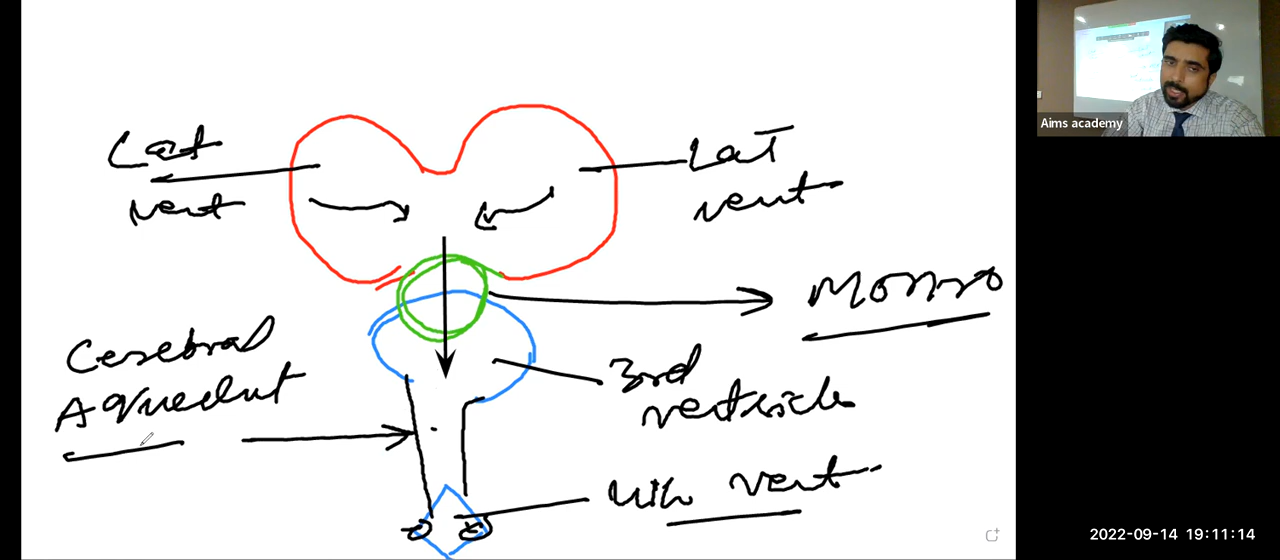 Lat
vent
Lat
vent
Monro
Cerebral
Aqueduct
3rd
ventricle
4th vent
Aims academy
2022-09-14 19:11:14